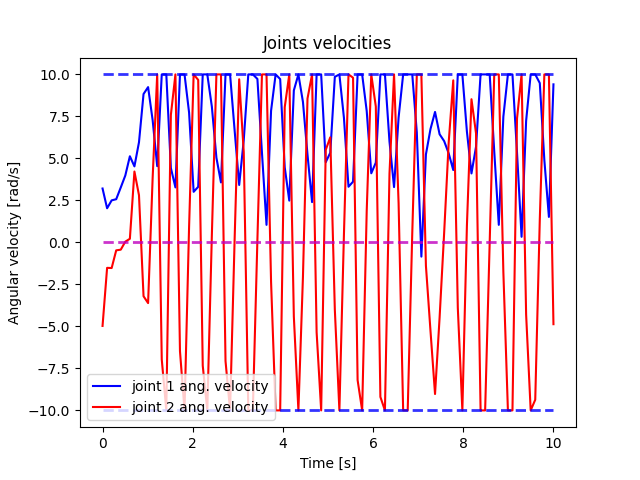 Joints velocities
10.0
7.5
5.0
2.5
0.0
−2.5
−5.0
−7.5
−10.0
Angular velocity [rad/s]
joint 1 ang. velocity
joint 2 ang. velocity
0 2 4 6 8 10
Time [s]